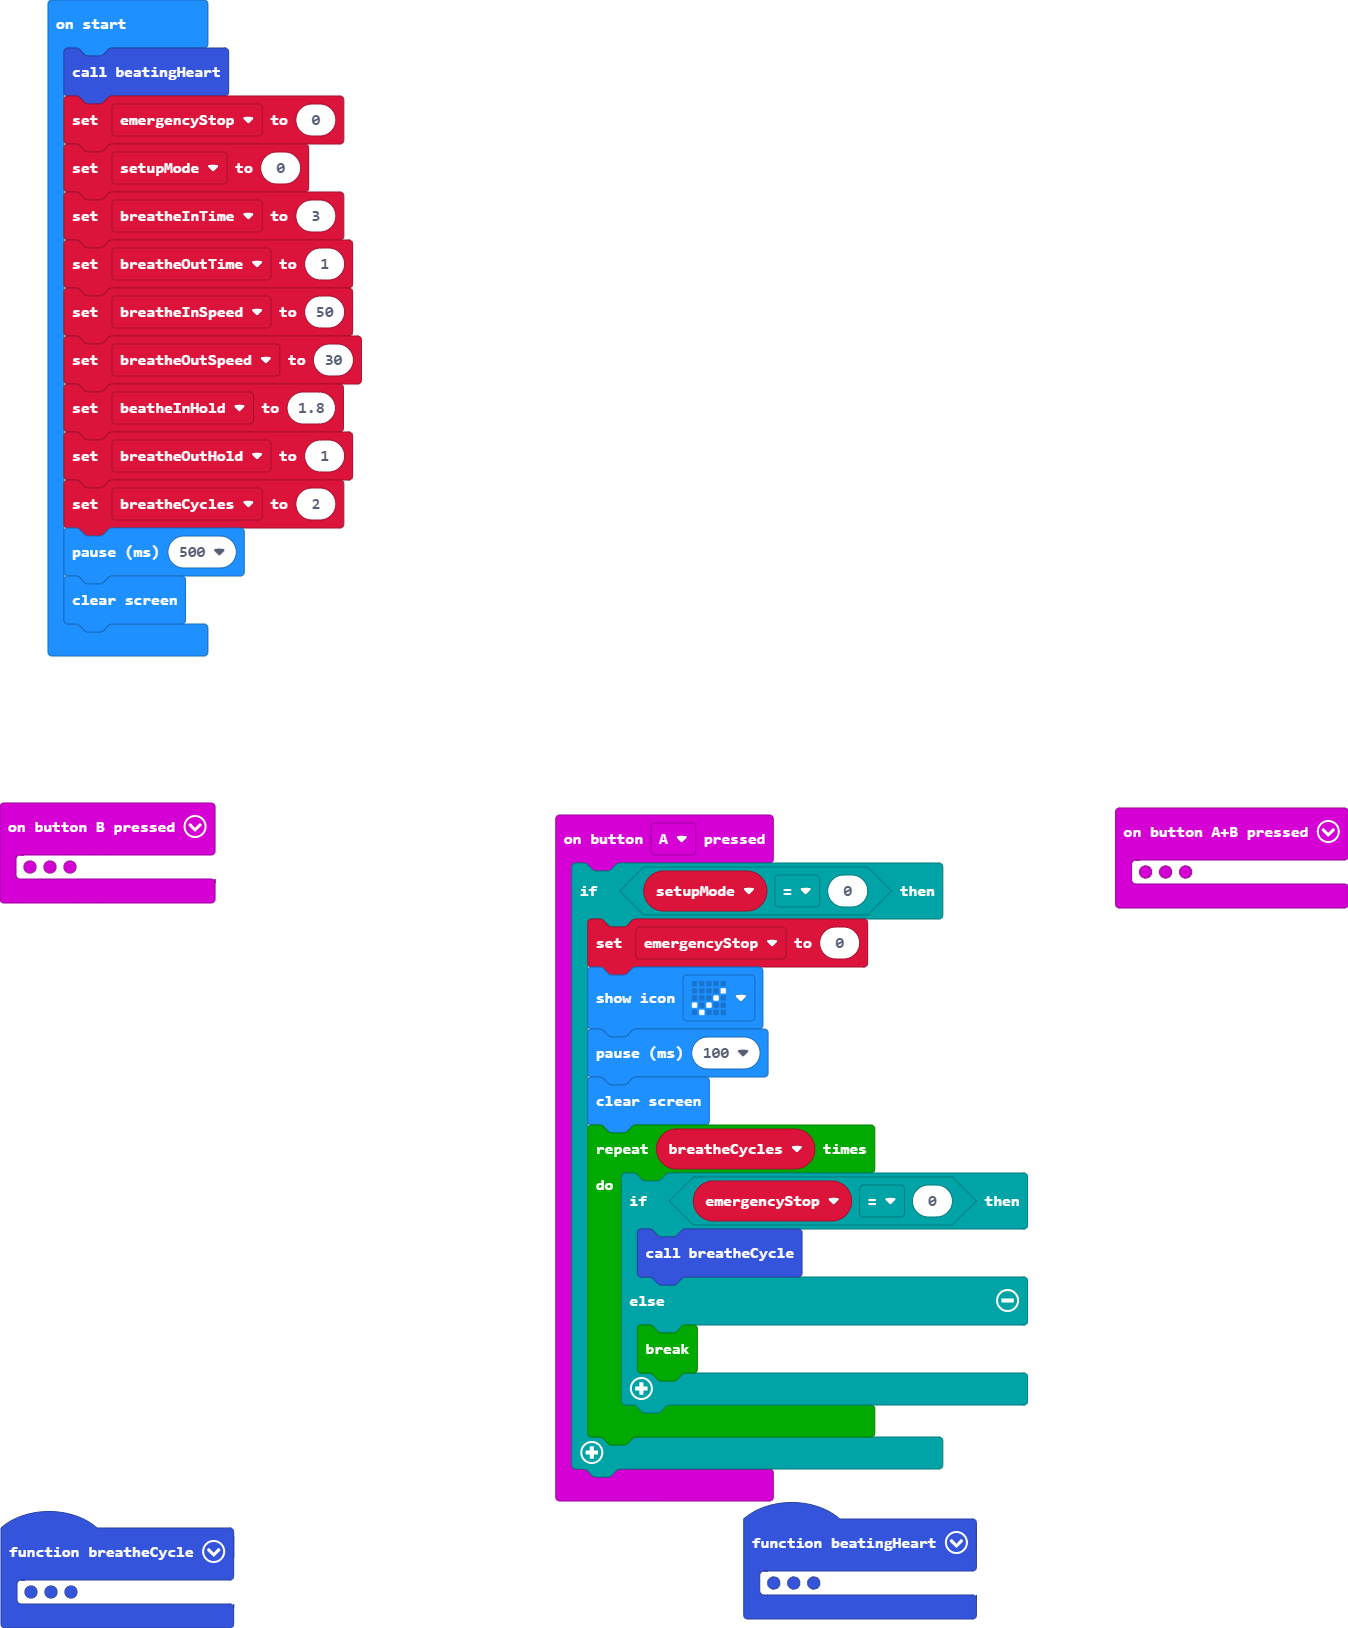 on start
call beatingHeart
set emergencyStop to 0
set setupMode to 0
set breatheInTime to 3
set breatheOutTime to 1
set breatheInSpeed to 50
set breatheOutSpeed to 30
set beatheInHold to 1.8
set breatheOutHold to 1
set breatheCycles to 2
pause (ms) 500
clear screen
on button B pressed
on button A pressed
if setupMode = 0 then
set emergencyStop to 0
show icon
pause (ms) 100
clear screen
repeat breatheCycles times
do if emergencyStop = 0 then
call breatheCycle
else
break
on button A+B pressed
function breatheCycle
function beatingHeart